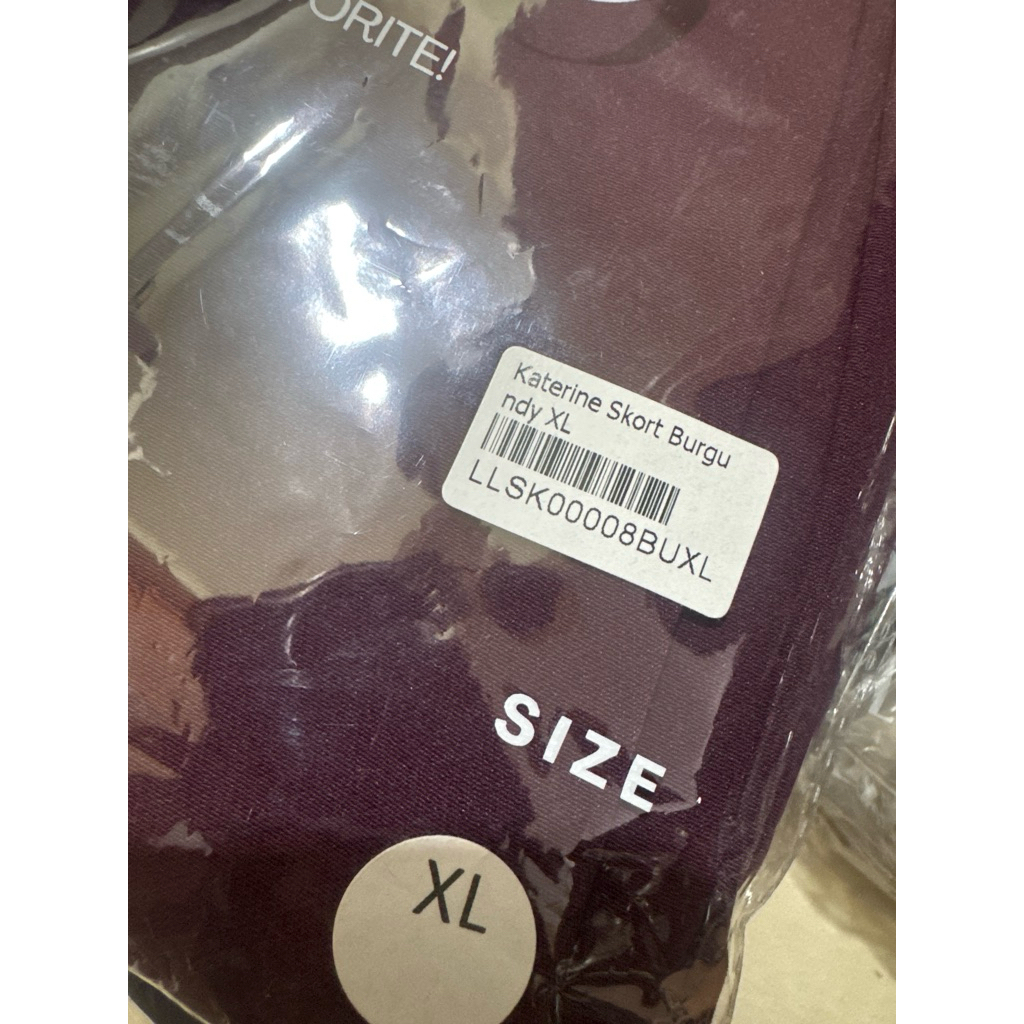 ORITE!
Katerine Skort Burgu
ndy XL
LLSK00008BUXL
SIZE
XL